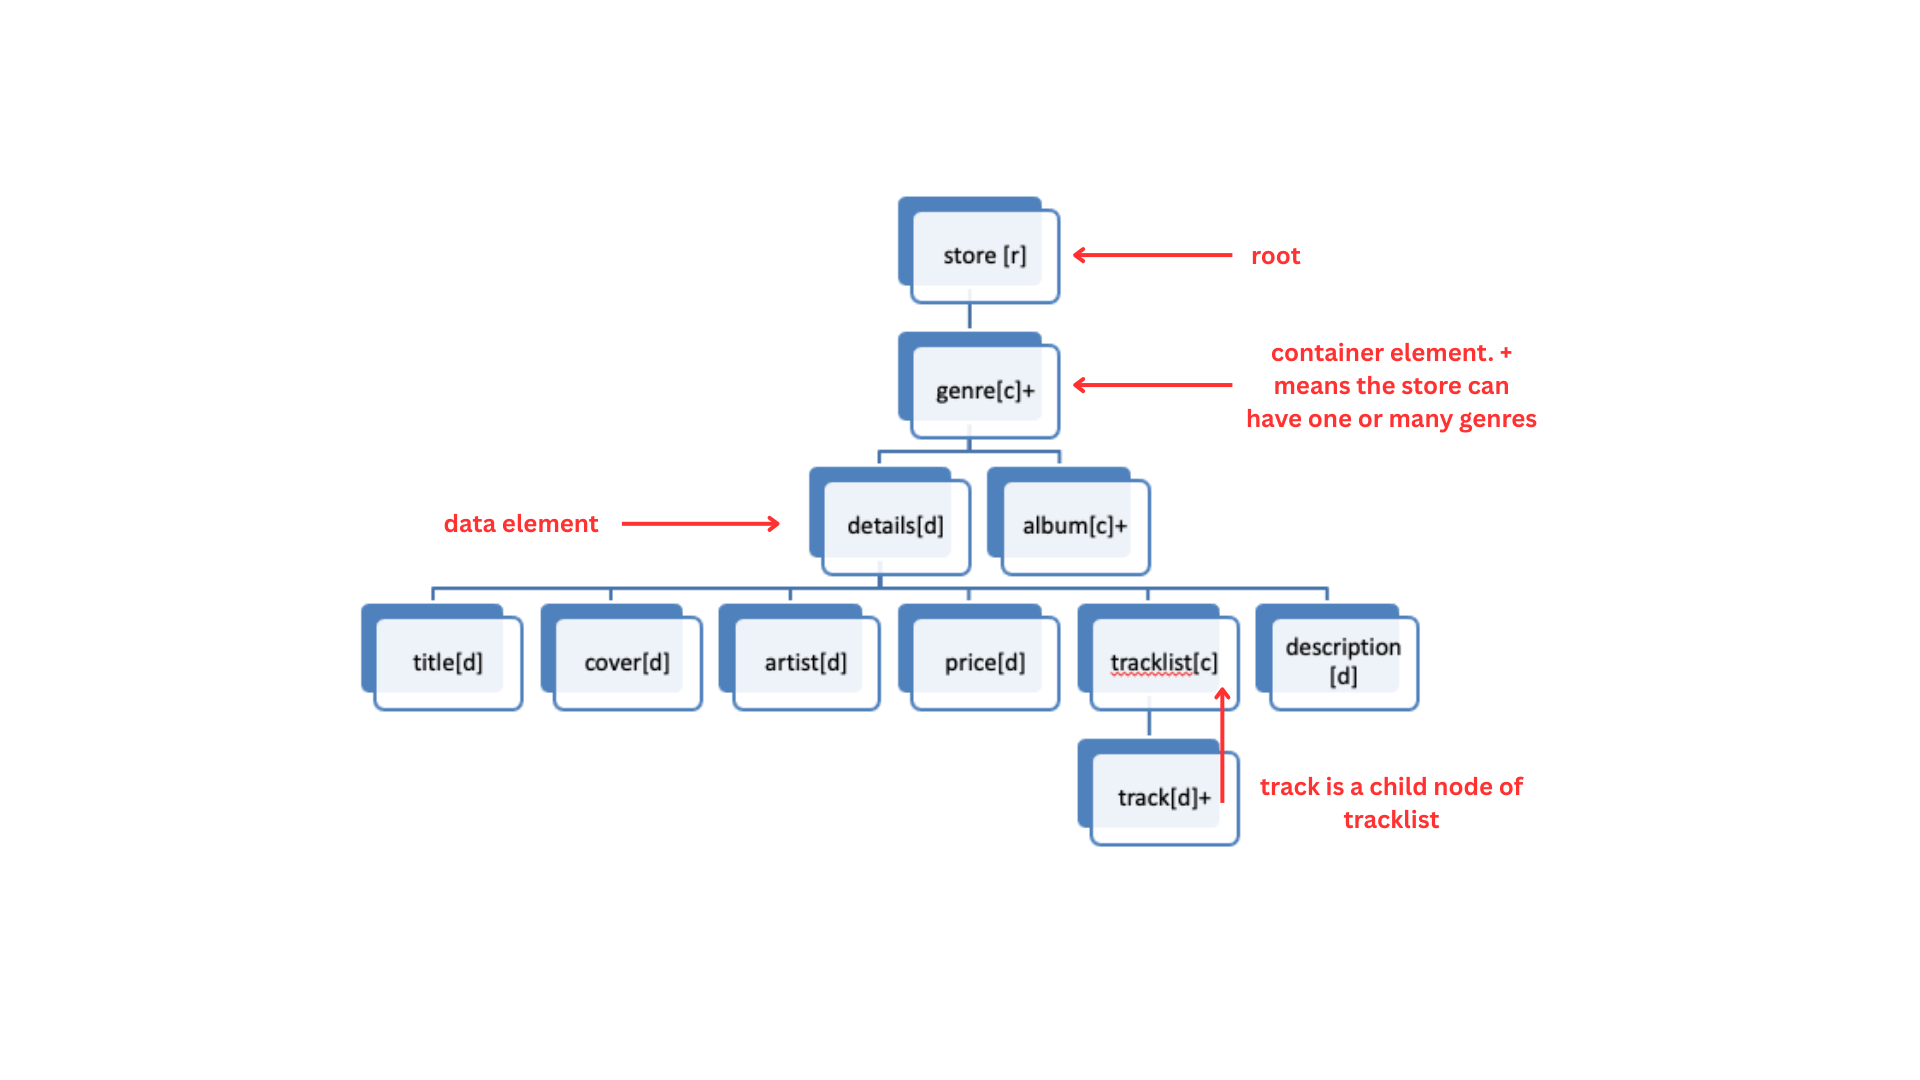 store [r]
root
genre[c]+
container element. +
means the store can
have one or many genres
data element
details[d]
album[c]+
title[d]
cover[d]
artist[d]
price[d]
tracklist[c]
description
[d]
track[d]+
track is a child node of
tracklist